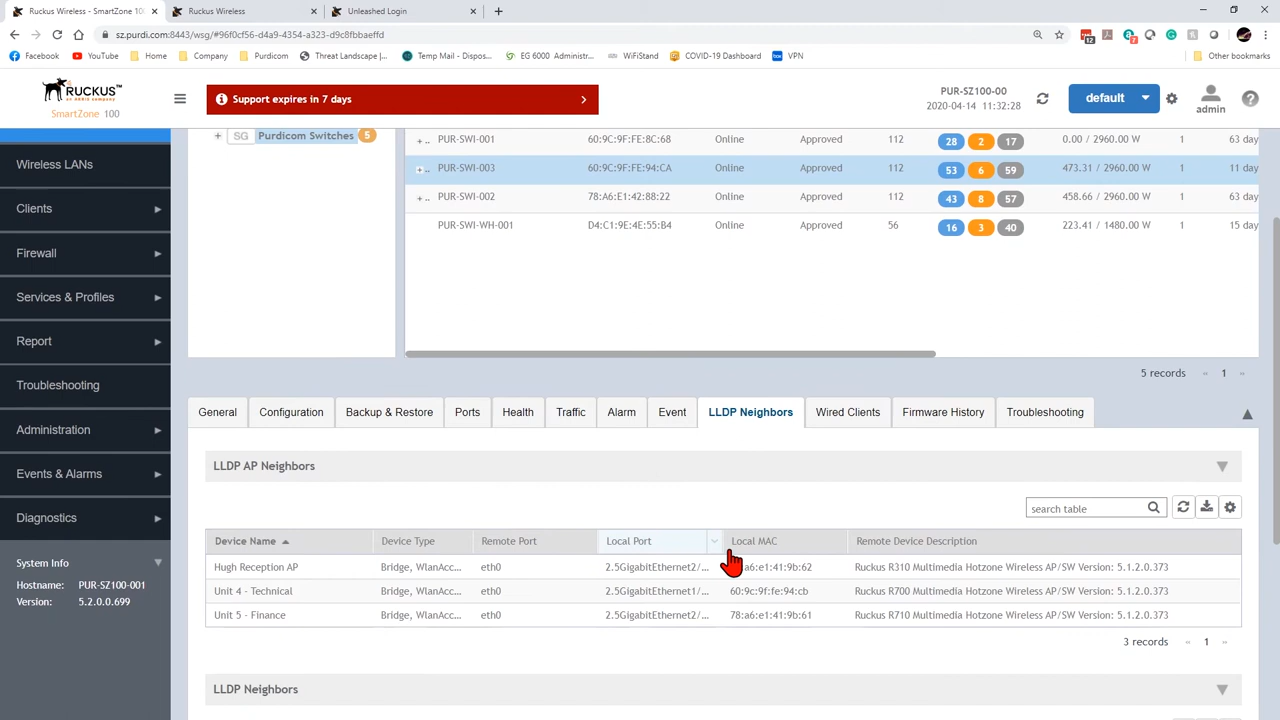 Ruckus Wireless - SmartZone 100-
Ruckus Wireless
Unleashed Login
sz.purdi.com:8443/wsg/#96f0cf56-d4a9-4354-a323-d9c8fbbaeffd
Facebook
YouTube
Home
Company
Purdicom
Threat Landscape |...
Temp Mail - Dispos...
EG 6000 Administr...
WiFiStand
COVID-19 Dashboard
VPN
Other bookmarks
RUCKUS
SmartZone 100
Support expires in 7 days
PUR-SZ100-00
2020-04-14 11:32:28
default
admin
SG Purdicom Switches 5
PUR-SWI-001 60:9C:9F:FE:8C:68 Online Approved 112 28 2 17 0.00 / 2960.00 W 1 63 day
PUR-SWI-003 60:9C:9F:FE:94:CA Online Approved 112 53 6 59 473.31 / 2960.00 W 1 11 day
PUR-SWI-002 78:A6:E1:42:88:22 Online Approved 112 43 8 57 458.66 / 2960.00 W 1 63 day
PUR-SWI-WH-001 D4:C1:9E:4E:55:B4 Online Approved 56 16 3 40 223.41 / 1480.00 W 1 15 day
5 records 1
Wireless LANs
Clients
Firewall
Services & Profiles
Report
Troubleshooting
Administration
Events & Alarms
Diagnostics
System Info
Hostname: PUR-SZ100-001
Version: 5.2.0.0.699
General Configuration Backup & Restore Ports Health Traffic Alarm Event LLDP Neighbors Wired Clients Firmware History Troubleshooting
LLDP AP Neighbors
search table
Device Name Device Type Remote Port Local Port Local MAC Remote Device Description
Hugh Reception AP Bridge, WlanAcc... eth0 2.5GigabitEthernet2/... a6:e1:41:9b:62 Ruckus R310 Multimedia Hotzone Wireless AP/SW Version: 5.1.2.0.373
Unit 4 - Technical Bridge, WlanAcc... eth0 2.5GigabitEthernet1/... 60:9c:9f:fe:94:cb Ruckus R700 Multimedia Hotzone Wireless AP/SW Version: 5.1.2.0.373
Unit 5 - Finance Bridge, WlanAcc... eth0 2.5GigabitEthernet2/... 78:a6:e1:41:9b:61 Ruckus R710 Multimedia Hotzone Wireless AP/SW Version: 5.1.2.0.373
3 records 1
LLDP Neighbors